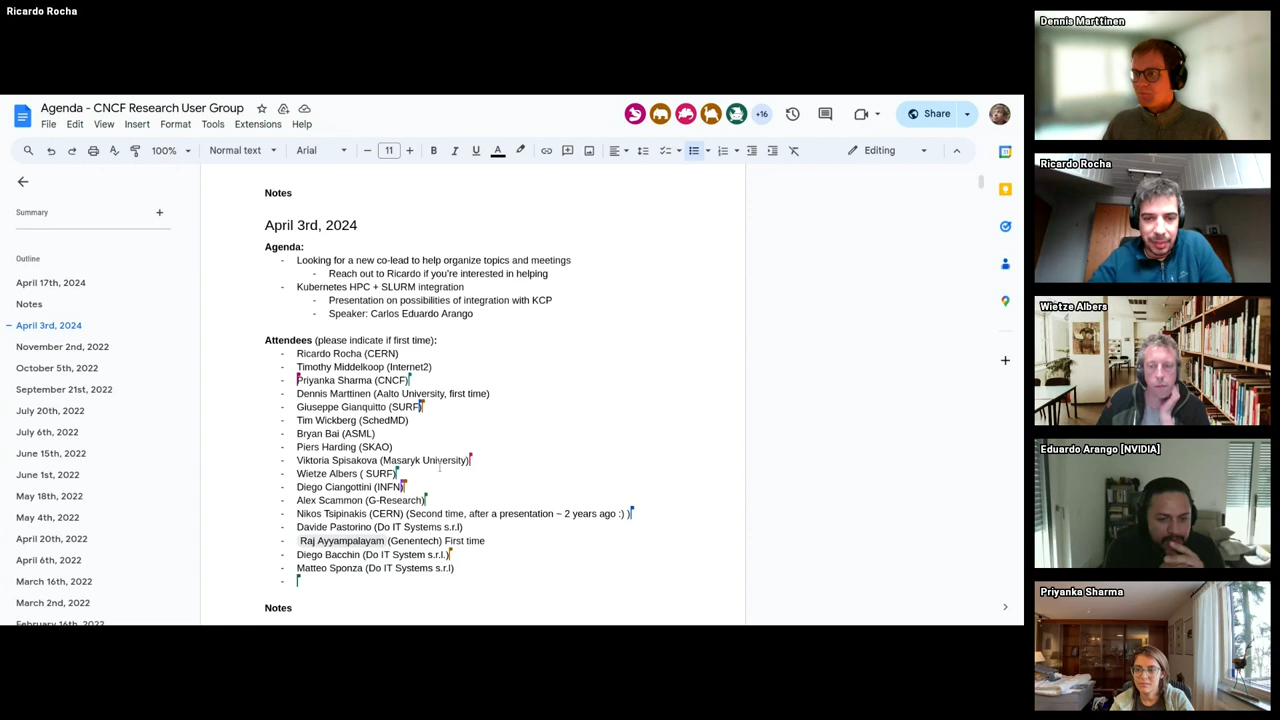 Ricardo Rocha
Agenda - CNCF Research User Group
File Edit View Insert Format Tools Extensions Help
+16
Share
100%
Normal text
Arial
11
B I U A
Editing
Summary
Outline
April 17th, 2024
Notes
April 3rd, 2024
November 2nd, 2022
October 5th, 2022
September 21st, 2022
July 20th, 2022
July 6th, 2022
June 15th, 2022
June 1st, 2022
May 18th, 2022
May 4th, 2022
April 20th, 2022
April 6th, 2022
March 16th, 2022
March 2nd, 2022
February 16th, 2022
Notes
April 3rd, 2024
Agenda:
- Looking for a new co-lead to help organize topics and meetings
- Reach out to Ricardo if you're interested in helping
- Kubernetes HPC + SLURM integration
- Presentation on possibilities of integration with KCP
- Speaker: Carlos Eduardo Arango
Attendees (please indicate if first time):
- Ricardo Rocha (CERN)
- Timothy Middelkoop (Internet2)
- Priyanka Sharma (CNCF)
- Dennis Marttinen (Aalto University, first time)
- Giuseppe Gianquitto (SURF)
- Tim Wickberg (SchedMD)
- Bryan Bai (ASML)
- Piers Harding (SKAO)
- Viktoria Spisakova (Masaryk University)
- Wietze Albers ( SURF)
- Diego Ciangottini (INFN)
- Alex Scammon (G-Research)
- Nikos Tsipinakis (CERN) (Second time, after a presentation ~ 2 years ago :) )
- Davide Pastorino (Do IT Systems s.r.l)
- Raj Ayyampalayam (Genentech) First time
- Diego Bacchin (Do IT System s.r.l.)
- Matteo Sponza (Do IT Systems s.r.l)
-
Notes
Dennis Marttinen
Ricardo Rocha
Wietze Albers
Eduardo Arango [NVIDIA]
Priyanka Sharma